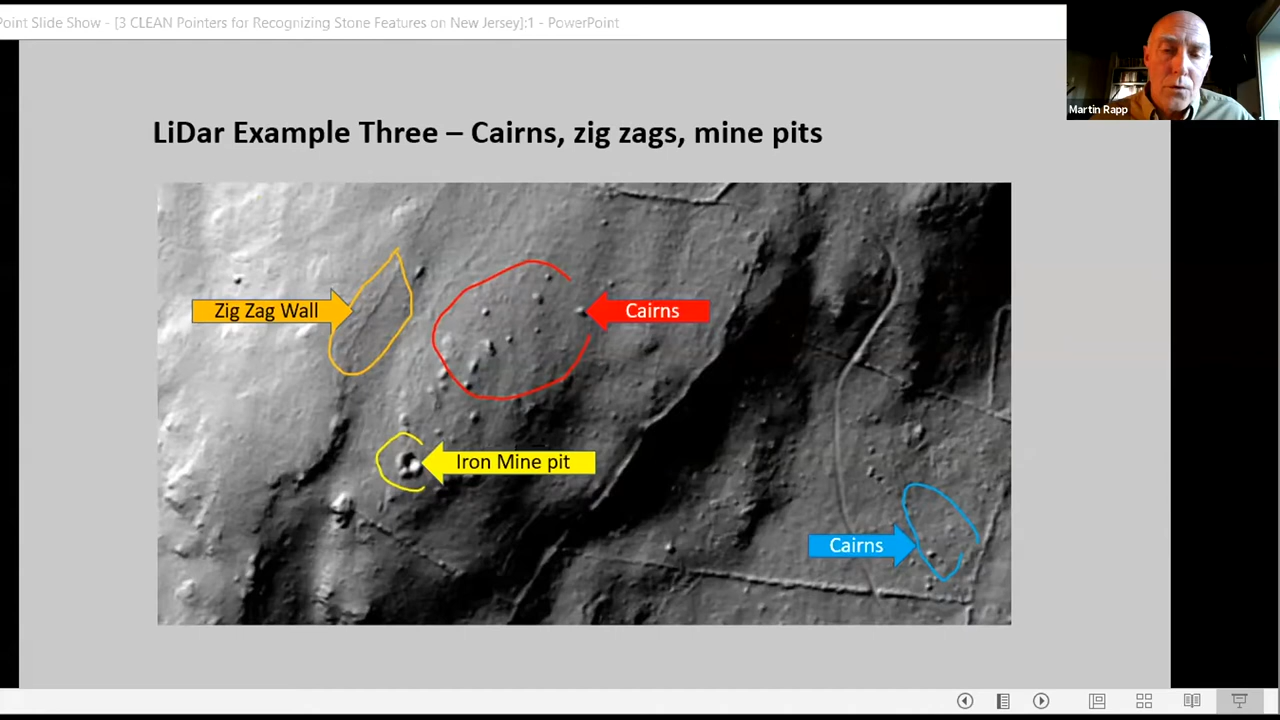 Point Slide Show - [3 CLEAN Pointers for Recognizing Stone Features on New Jersey]:1 - PowerPoint
Martin Rapp
LiDar Example Three – Cairns, zig zags, mine pits
Zig Zag Wall
Cairns
Iron Mine pit
Cairns